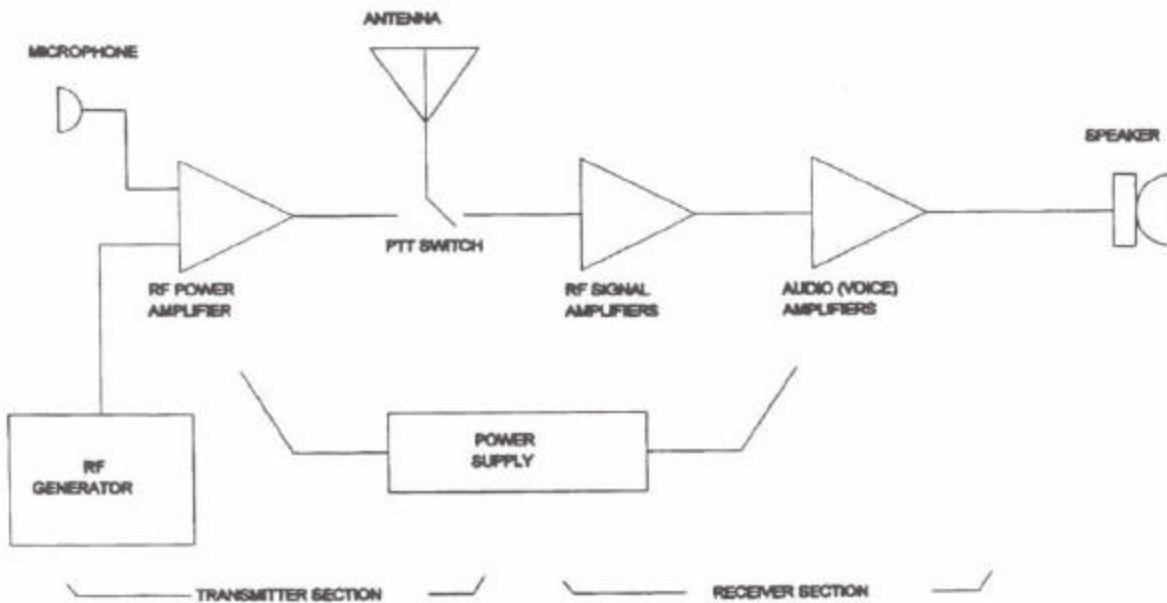 ANTENNA
MICROPHONE
SPEAKER
PTT SWITCH
RF POWER
AMPLIFIER
RF SIGNAL
AMPLIFIERS
AUDIO (VOICE)
AMPLIFIERS
POWER
SUPPLY
RF
GENERATOR
TRANSMITTER SECTION
RECEIVER SECTION